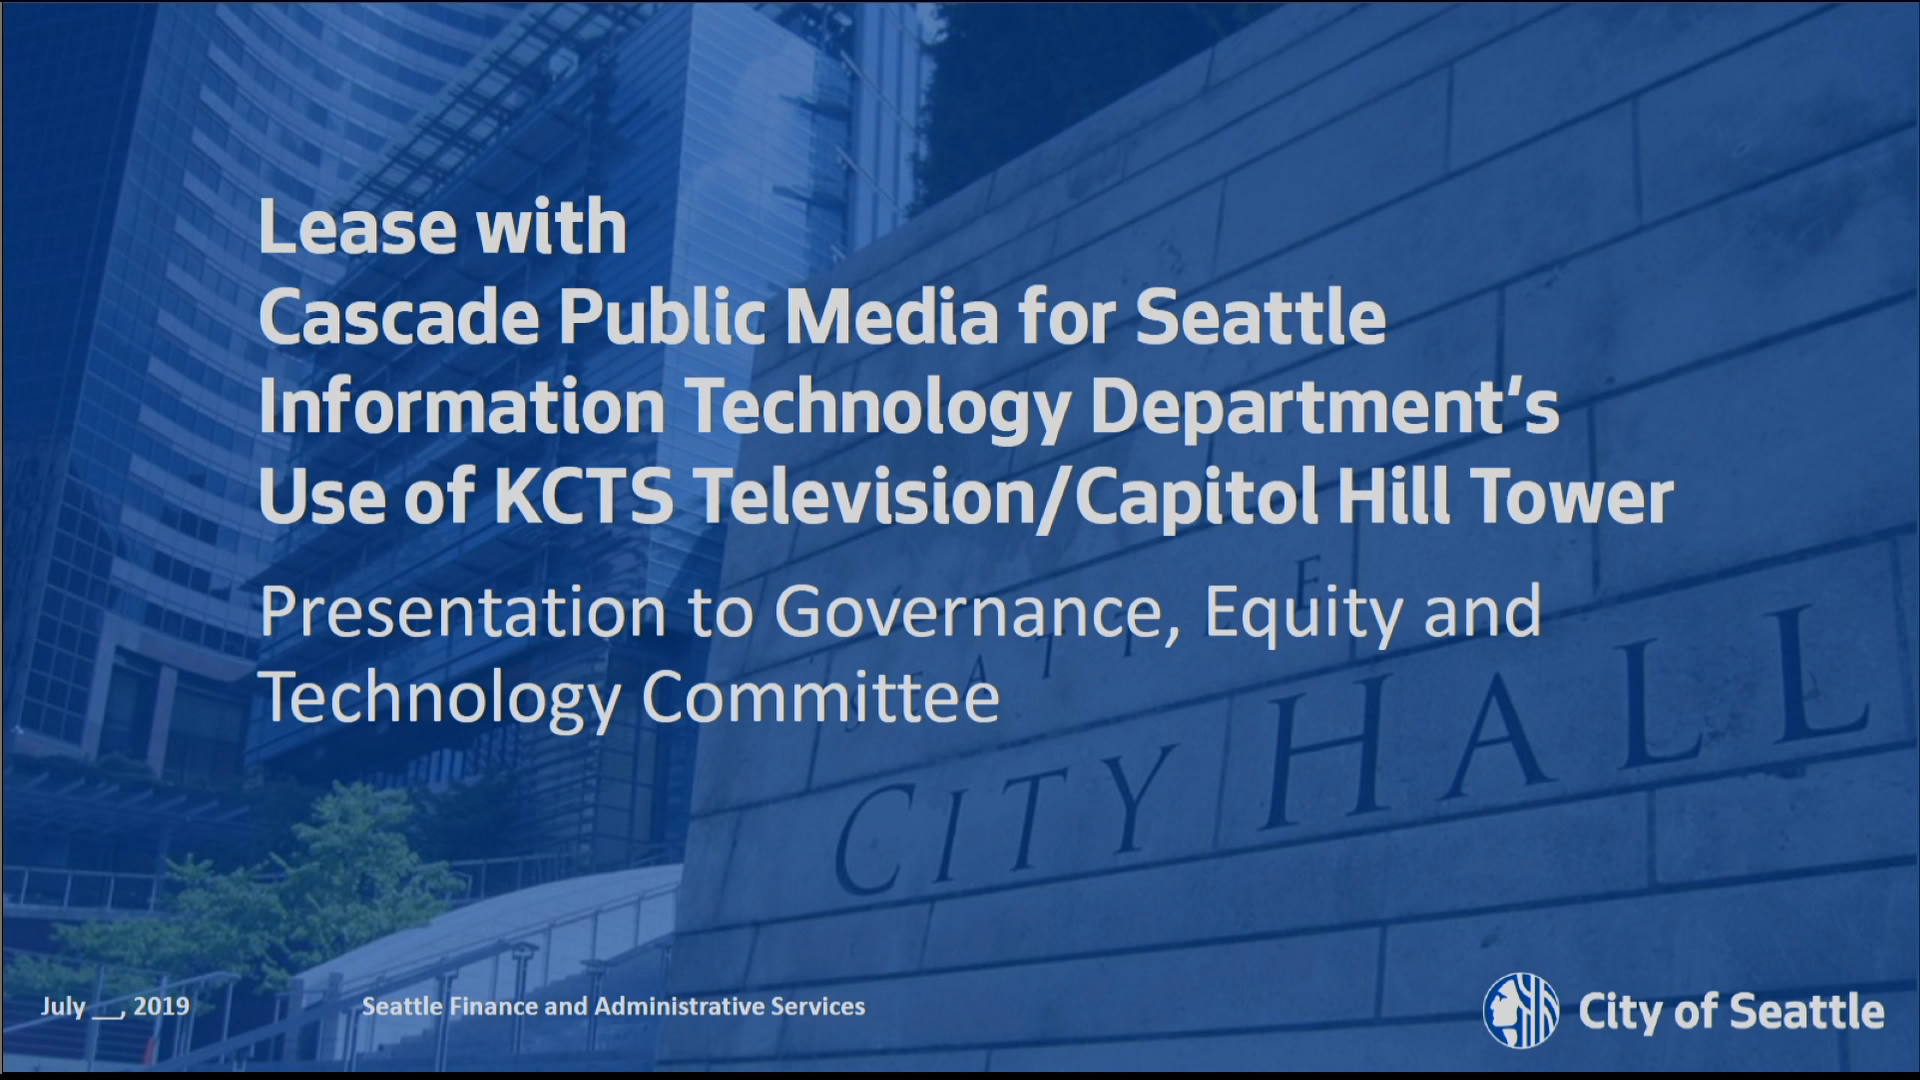 Lease with
Cascade Public Media for Seattle
Information Technology Department's
Use of KCTS Television/Capitol Hill Tower
Presentation to Governance, Equity and
Technology Committee
SEATTLE
CITY HALL
July __, 2019
Seattle Finance and Administrative Services
City of Seattle